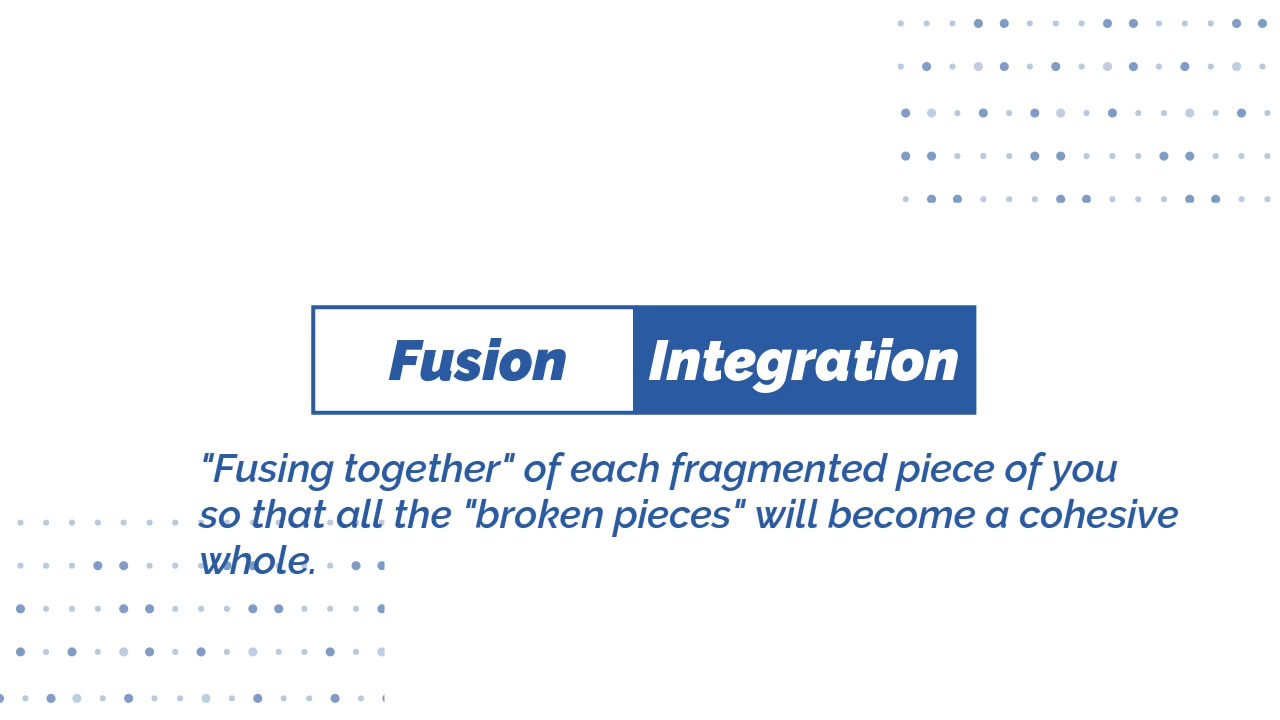 Fusion Integration
"Fusing together" of each fragmented piece of you
so that all the "broken pieces" will become a cohesive
whole.